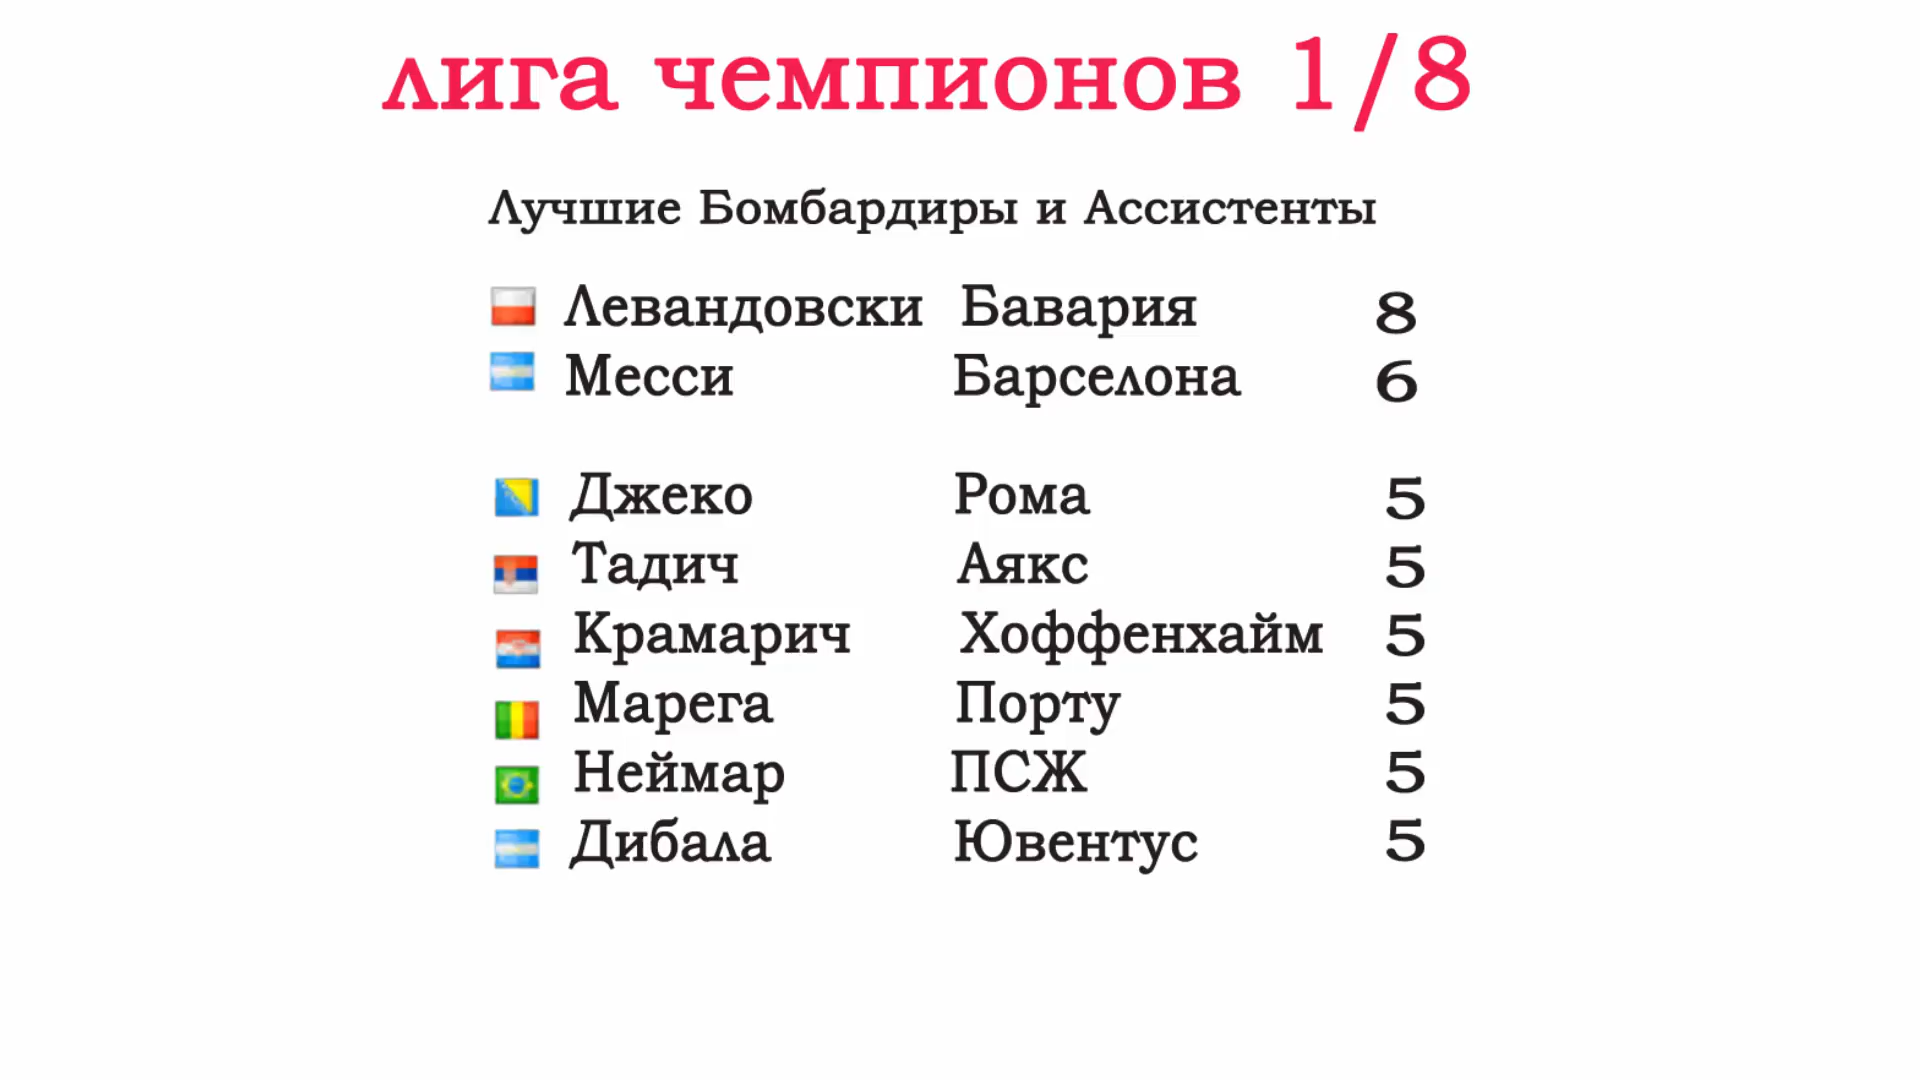 лига чемпионов 1/8
Лучшие Бомбардиры и Ассистенты
Левандовски Бавария 8
Месси Барселона 6
Джеко Рома 5
Тадич Аякс 5
Крамарич Хоффенхайм 5
Марега Порту 5
Неймар ПСЖ 5
Дибала Ювентус 5